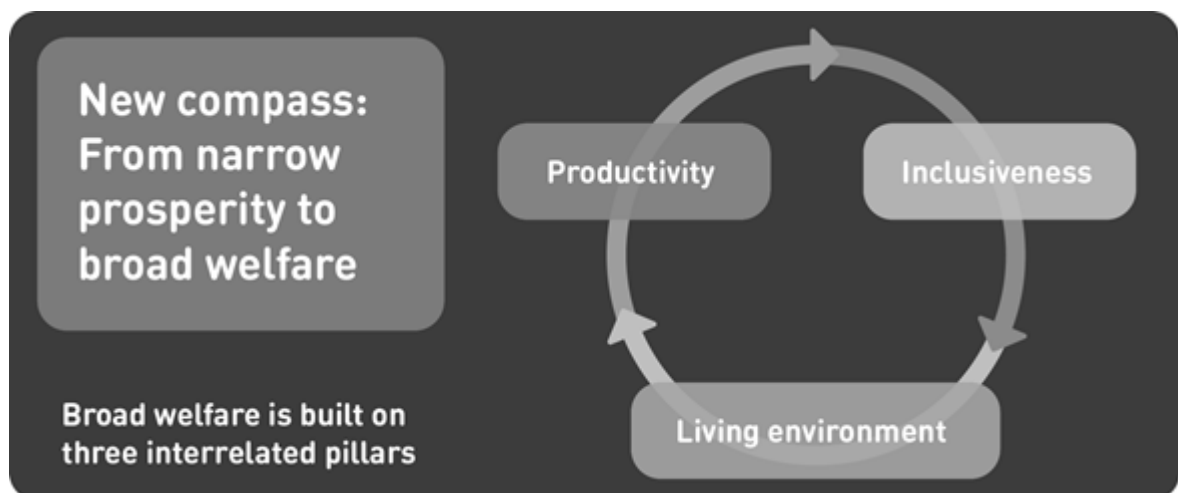 New compass:
From narrow
prosperity to
broad welfare
Broad welfare is built on
three interrelated pillars
Productivity
Inclusiveness
Living environment